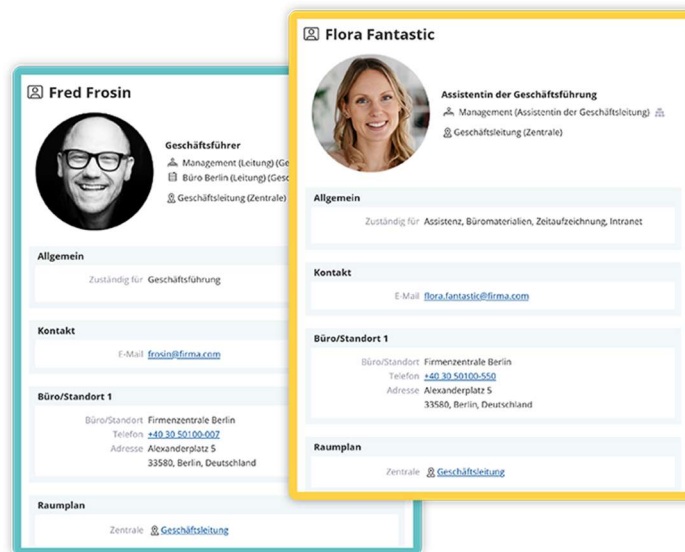 Fred Frosin
Geschäftsführer
Management (Leitung)
Büro Berlin (Leitung)
Geschäftsleitung (Zentrale)
Allgemein
Zuständig für Geschäftsführung
Kontakt
E-Mail frosin@firma.com
Büro/Standort 1
Büro/Standort Firmenzentrale Berlin
Telefon +40 30 50100-007
Adresse Alexanderplatz 5
33580, Berlin, Deutschland
Raumplan
Zentrale Geschäftsleitung
Flora Fantastic
Assistentin der Geschäftsführung
Management (Assistentin der Geschäftsleitung)
Geschäftsleitung (Zentrale)
Allgemein
Zuständig für Assistenz, Büromaterialien, Zeitaufzeichnung, Intranet
Kontakt
E-Mail flora.fantastic@firma.com
Büro/Standort 1
Büro/Standort Firmenzentrale Berlin
Telefon +40 30 50100-550
Adresse Alexanderplatz 5
33580, Berlin, Deutschland
Raumplan
Zentrale Geschäftsleitung